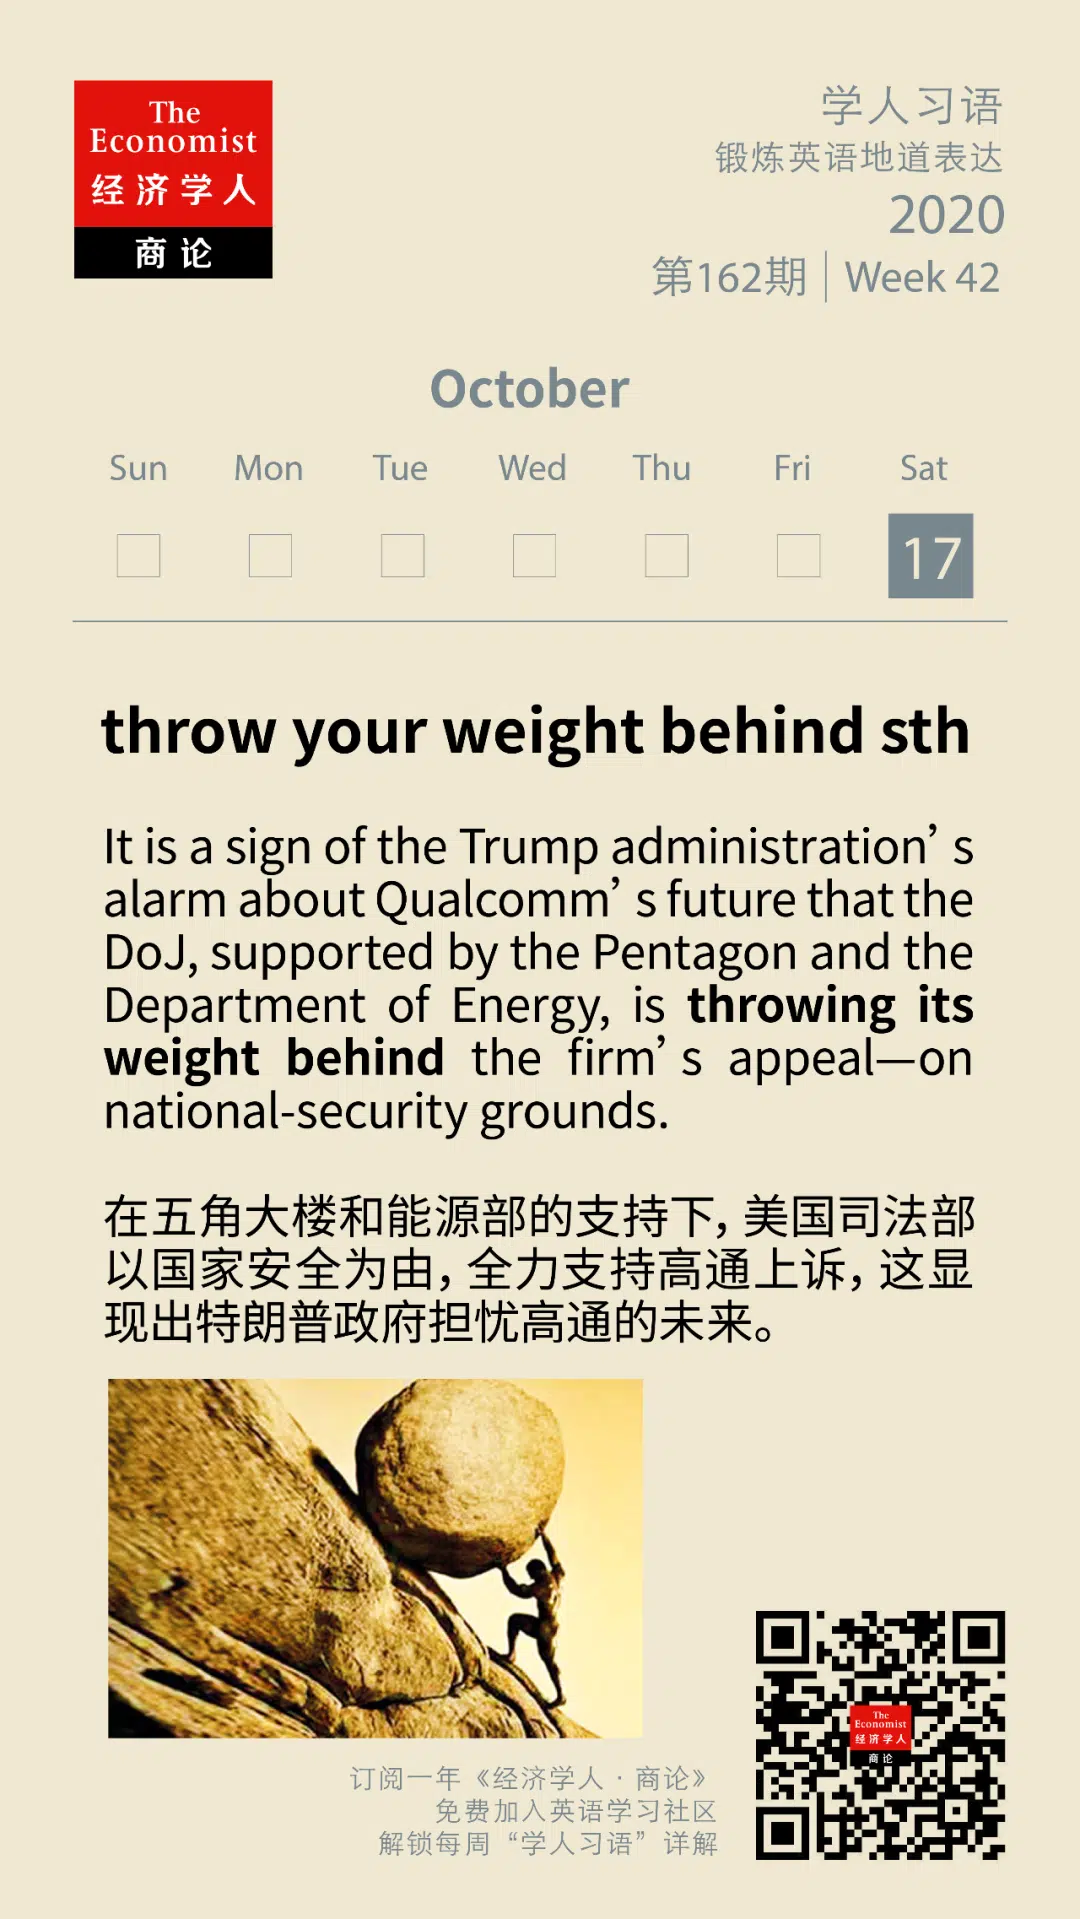 The
Economist
经济学人
商论
学人习语
锻炼英语地道表达
2020
第162期 | Week 42
October
Sun Mon Tue Wed Thu Fri Sat
17
throw your weight behind sth
It is a sign of the Trump administration’s
alarm about Qualcomm’s future that the
DoJ, supported by the Pentagon and the
Department of Energy, is throwing its
weight behind the firm’s appeal—on
national-security grounds.
在五角大楼和能源部的支持下，美国司法部
以国家安全为由，全力支持高通上诉，这显
现出特朗普政府担忧高通的未来。
The
Economist
经济学人
商论
订阅一年《经济学人·商论》
免费加入英语学习社区
解锁每周“学人习语”详解